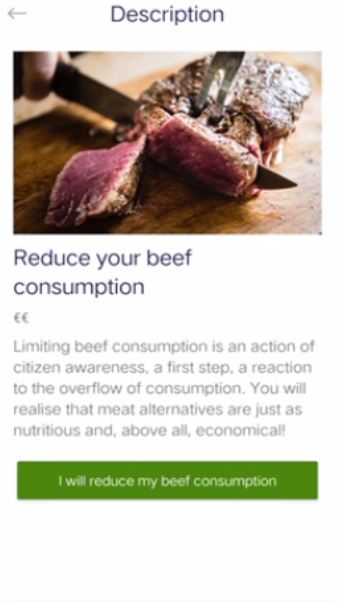 Description
Reduce your beef
consumption
€€
Limiting beef consumption is an action of
citizen awareness, a first step, a reaction
to the overflow of consumption. You will
realise that meat alternatives are just as
nutritious and, above all, economical!
I will reduce my beef consumption